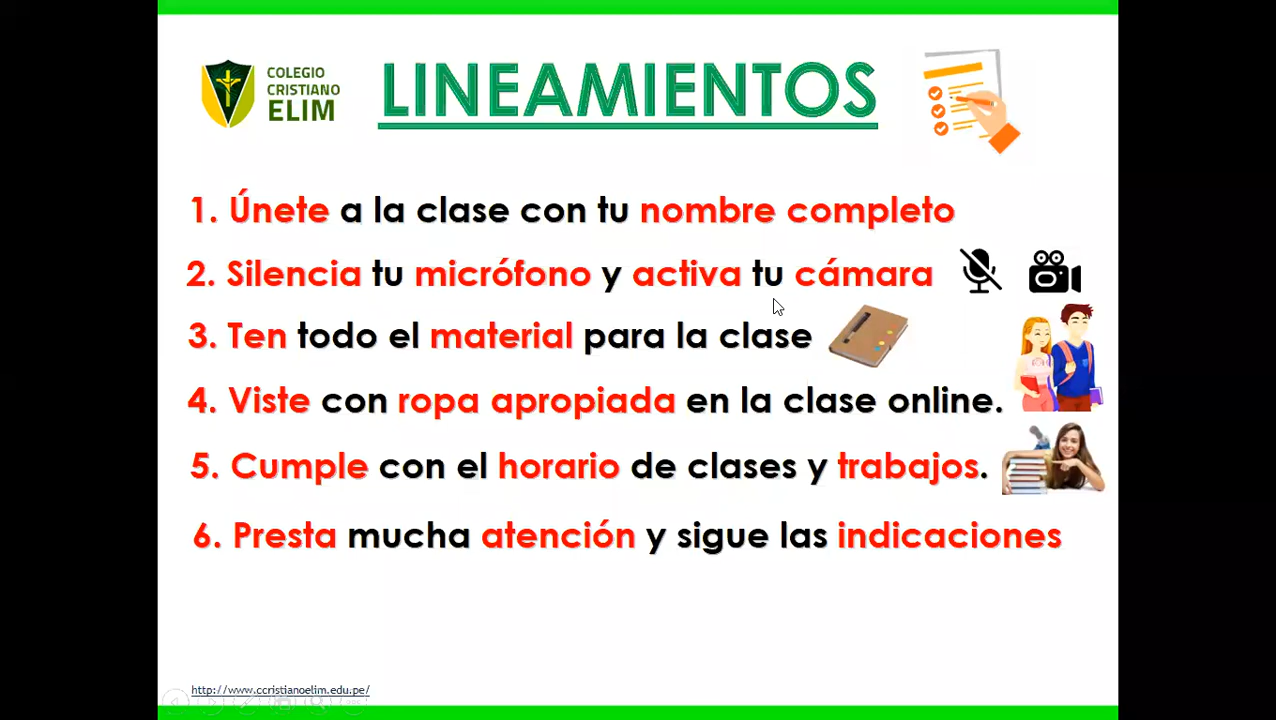 COLEGIO
CRISTIANO
ELIM
LINEAMIENTOS
1. Únete a la clase con tu nombre completo
2. Silencia tu micrófono y activa tu cámara
3. Ten todo el material para la clase
4. Viste con ropa apropiada en la clase online.
5. Cumple con el horario de clases y trabajos.
6. Presta mucha atención y sigue las indicaciones
http://www.ccristianoelim.edu.pe/